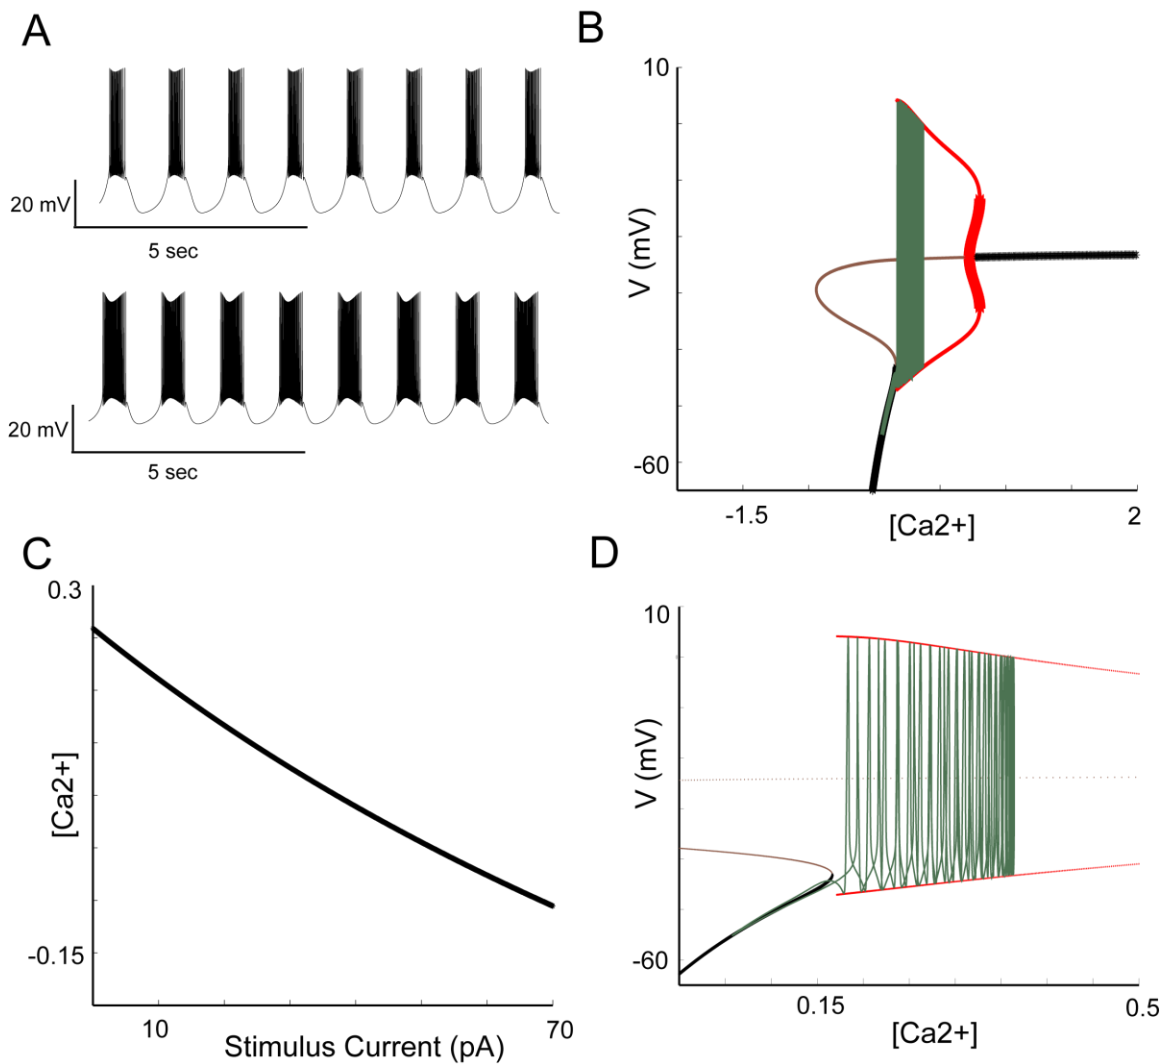 A
20 mV
5 sec
20 mV
5 sec
B
10
V (mV)
-60
-1.5
2
[Ca2+]
C
0.3
[Ca2+]
-0.15
10
70
Stimulus Current (pA)
D
10
V (mV)
-60
0.15
0.5
[Ca2+]